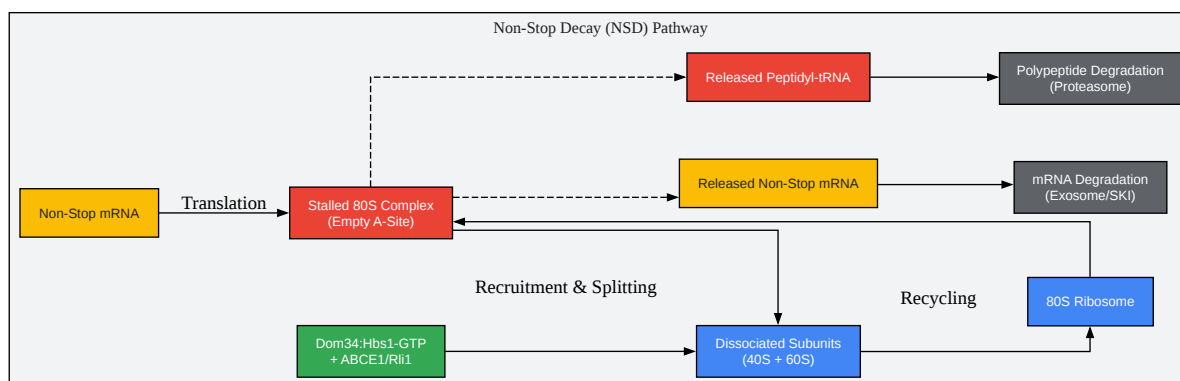 Non-Stop Decay (NSD) Pathway
Released Peptidyl-tRNA
Polypeptide Degradation
(Proteasome)
Released Non-Stop mRNA
mRNA Degradation
(Exosome/SKI)
Non-Stop mRNA
Translation
Stalled 80S Complex
(Empty A-Site)
Recruitment & Splitting
Recycling
80S Ribosome
Dom34:Hbs1-GTP
+ ABCE1/Rli1
Dissociated Subunits
(40S + 60S)